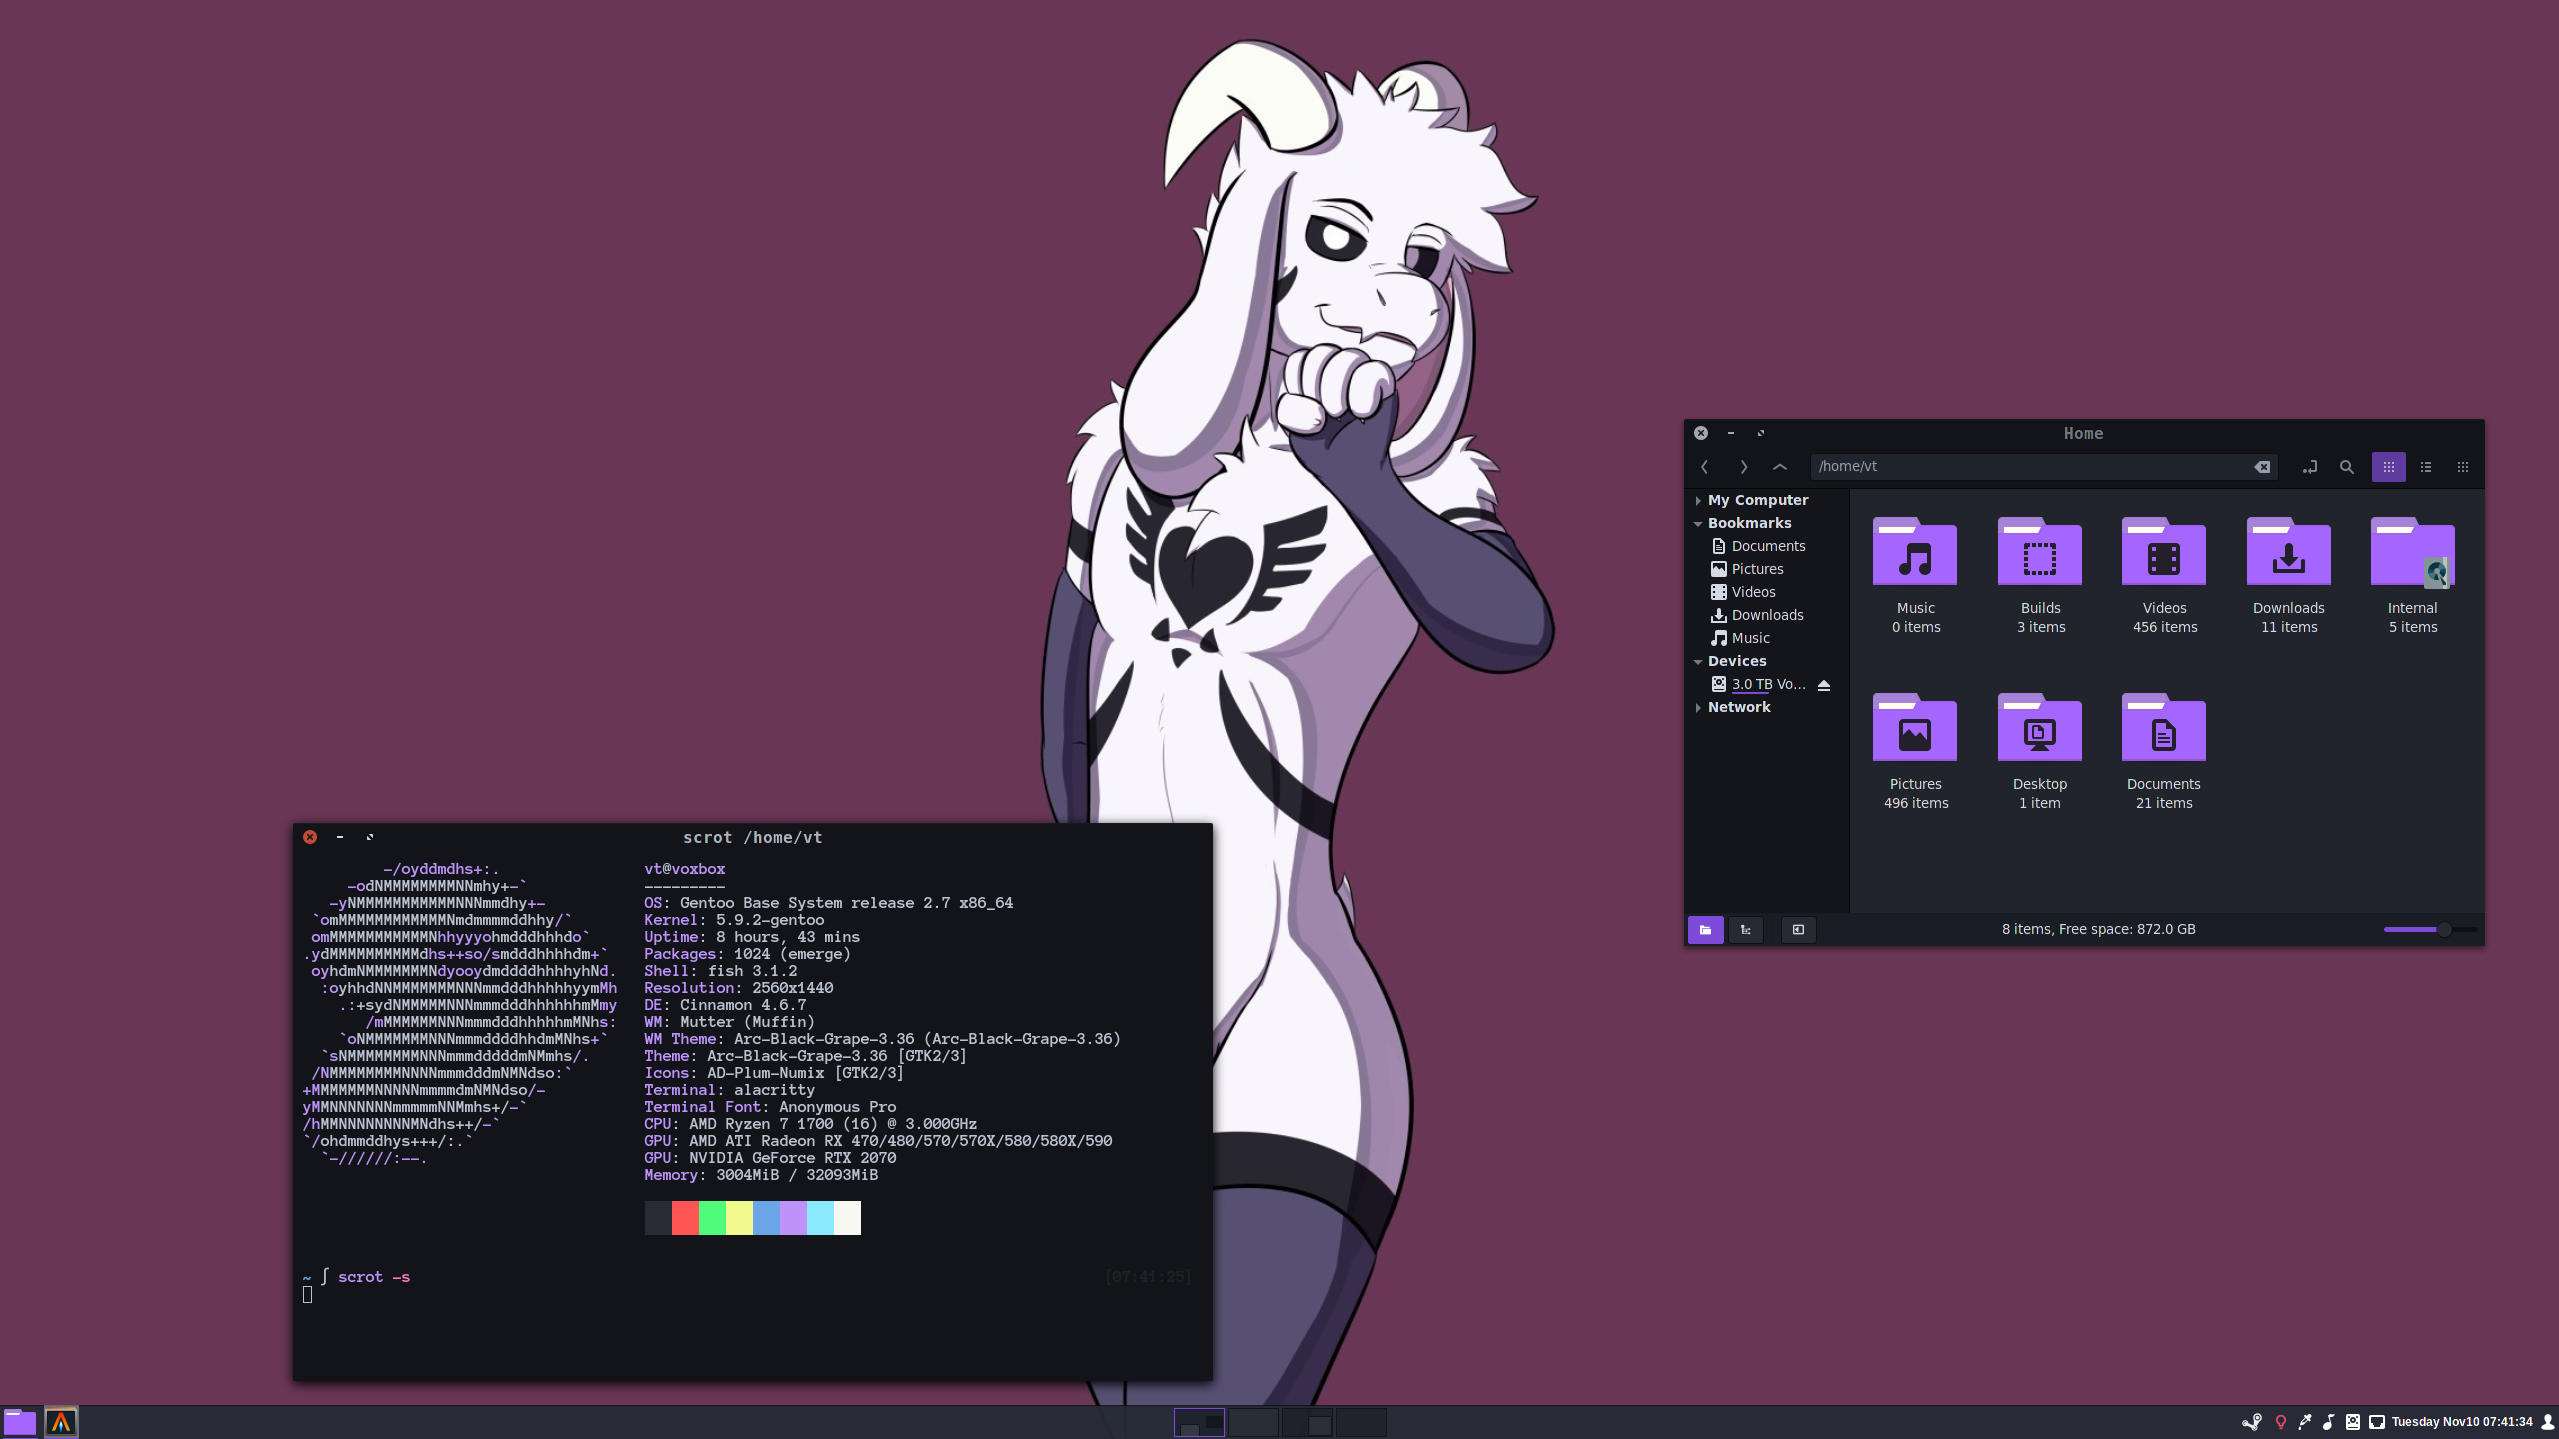 Home
/home/vt
My Computer
Bookmarks
Documents
Pictures
Videos
Downloads
Music
Devices
3.0 TB Vo...
Network
Music
0 items
Builds
3 items
Videos
456 items
Downloads
11 items
Internal
5 items
Pictures
496 items
Desktop
1 item
Documents
21 items
8 items, Free space: 872.0 GB
scrot /home/vt
-/oyddmdhs+:.
-odNMMMMMMMMNNmhy+-`
-yNMMMMMMMMMMMNNNmmdhy+-
`omMMMMMMMMMMMMNmdmmmmddhhy/`
omMMMMMMMMMMMNhhyyyohmdddhhhdo`
.ydMMMMMMMMMMdhs++so/smdddhhhhdm+`
oyhdmNMMMMMMMNdyooydmddddhhhhyhNd.
:oyhhdNNMMMMMMMNNNmmdddhhhhhyymMh
.:+sydNMMMMMNNNmmmdddhhhhhhmMmy
/mMMMMMMNNNmmmdddhhhhhmMNhs:
`oNMMMMMMMNNNmmmddddhhdmMNhs+`
`sNMMMMMMMMNNNmmmdddddmNMmhs/.
/NMMMMMMMMNNNNmmmdddmNMNdso:`
+MMMMMMMNNNNNmmmmdmNMNdso/-
yMMNNNNNNNmmmmmNNMmhs+/-`
/hMMNNNNNNNNMNdhs++/-`
`/ohdmmddhys+++/:.`
`-//////:--.
vt@voxbox
---------
OS: Gentoo Base System release 2.7 x86_64
Kernel: 5.9.2-gentoo
Uptime: 8 hours, 43 mins
Packages: 1024 (emerge)
Shell: fish 3.1.2
Resolution: 2560x1440
DE: Cinnamon 4.6.7
WM: Mutter (Muffin)
WM Theme: Arc-Black-Grape-3.36 (Arc-Black-Grape-3.36)
Theme: Arc-Black-Grape-3.36 [GTK2/3]
Icons: AD-Plum-Numix [GTK2/3]
Terminal: alacritty
Terminal Font: Anonymous Pro
CPU: AMD Ryzen 7 1700 (16) @ 3.000GHz
GPU: AMD ATI Radeon RX 470/480/570/570X/580/580X/590
GPU: NVIDIA GeForce RTX 2070
Memory: 3004MiB / 32093MiB
~ ∫ scrot -s [07:41:25]
Tuesday Nov10 07:41:34